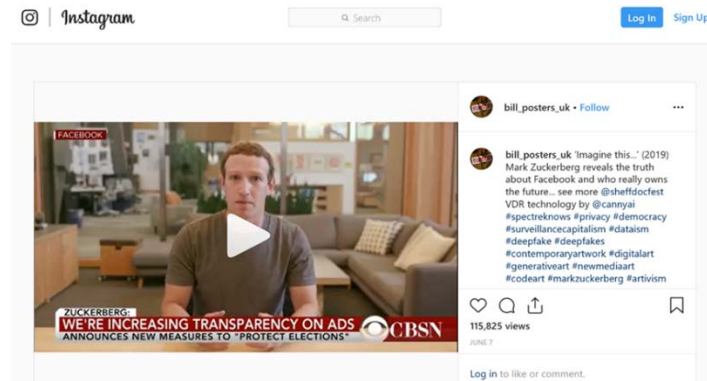 Instagram
Search
Log In
Sign Up
bill_posters_uk • Follow
bill_posters_uk 'Imagine this...' (2019)
Mark Zuckerberg reveals the truth
about Facebook and who really owns
the future... see more @sheffdocfest
VDR technology by @cannyai
#spectreknows #privacy #democracy
#surveillancecapitalism #dataism
#deepfake #deepfakes
#contemporaryartwork #digitalart
#generativeart #newmediaart
#codeart #markzuckerberg #artivism
FACEBOOK
ZUCKERBERG:
WE'RE INCREASING TRANSPARENCY ON ADS
CBSN
ANNOUNCES NEW MEASURES TO "PROTECT ELECTIONS"
115,825 views
JUNE 7
Log in to like or comment.